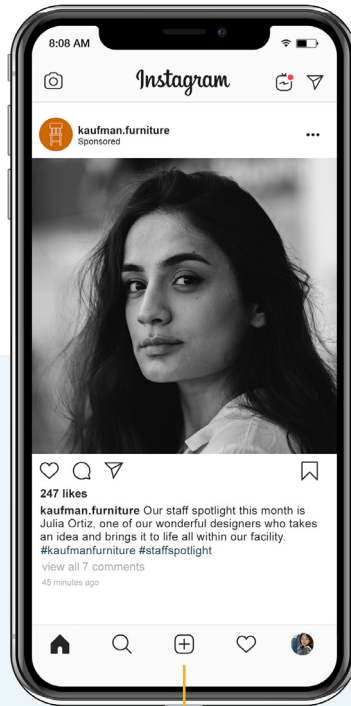 8:08 AM
Instagram
kaufman.furniture
Sponsored
247 likes
kaufman.furniture Our staff spotlight this month is
Julia Ortiz, one of our wonderful designers who takes
an idea and brings it to life all within our facility.
#kaufmanfurniture #staffspotlight
view all 7 comments
45 minutes ago